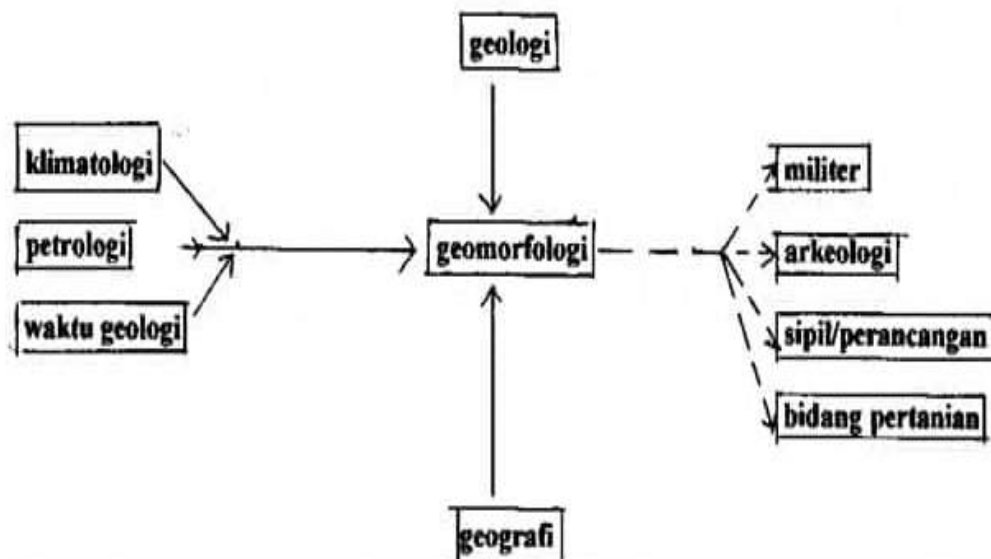 geologi
klimatologi
petrologi
waktu geologi
geomorfologi
militer
arkeologi
sipil/perancangan
bidang pertanian
geografi